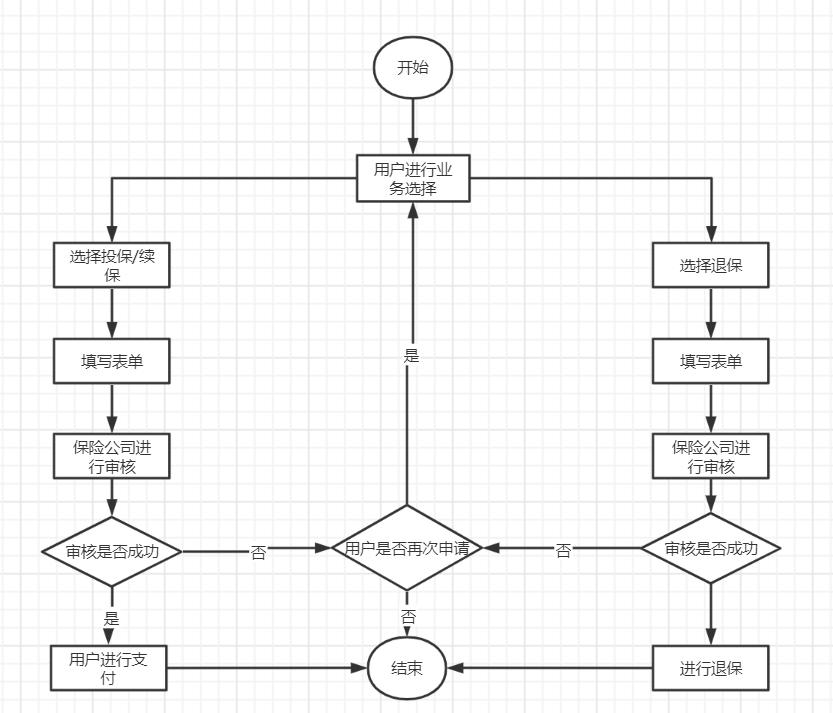 开始
用户进行业
务选择
选择投保/续
保
选择退保
填写表单
是
填写表单
保险公司进
行审核
保险公司进
行审核
审核是否成功
否
用户是否再次申请
否
审核是否成功
是
否
用户进行支
付
结束
进行退保